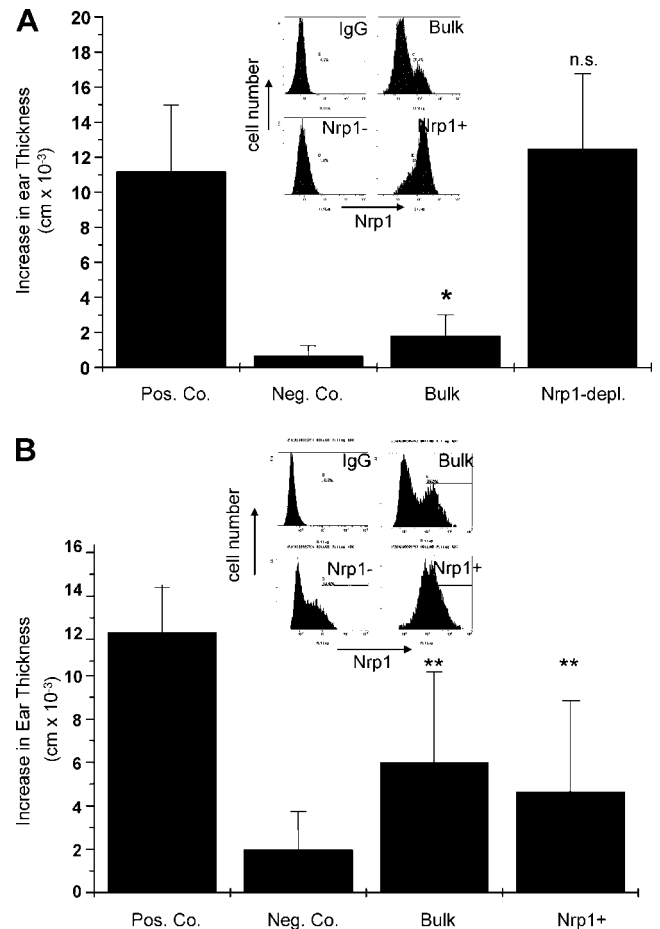 A
20
18
16
14
12
10
8
6
4
2
0
Increase in ear Thickness
(cm x 10-3)
IgG
Bulk
Nrp1-
Nrp1+
cell number
Nrp1
*
n.s.
Pos. Co.
Neg. Co.
Bulk
Nrp1-depl.
B
16
14
12
10
8
6
4
2
0
Increase in Ear Thickness
(cm x 10-3)
IgG
Bulk
Nrp1-
Nrp1+
cell number
Nrp1
**
**
Pos. Co.
Neg. Co.
Bulk
Nrp1+